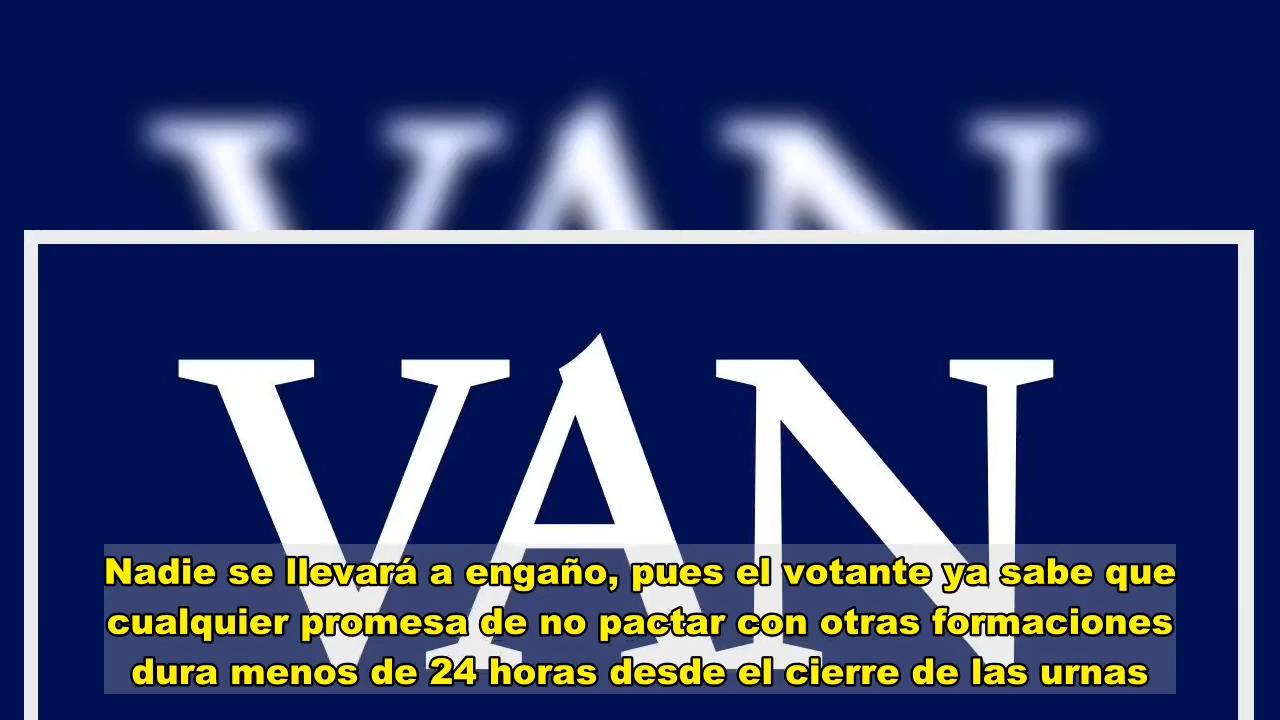 VAN
VAN
Nadie se llevará a engaño, pues el votante ya sabe que
cualquier promesa de no pactar con otras formaciones
dura menos de 24 horas desde el cierre de las urnas